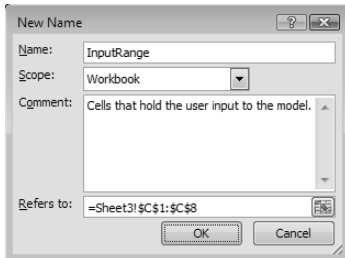 New Name
Name: InputRange
Scope: Workbook
Comment: Cells that hold the user input to the model.
Refers to: =Sheet3!$C$1:$C$8
OK Cancel